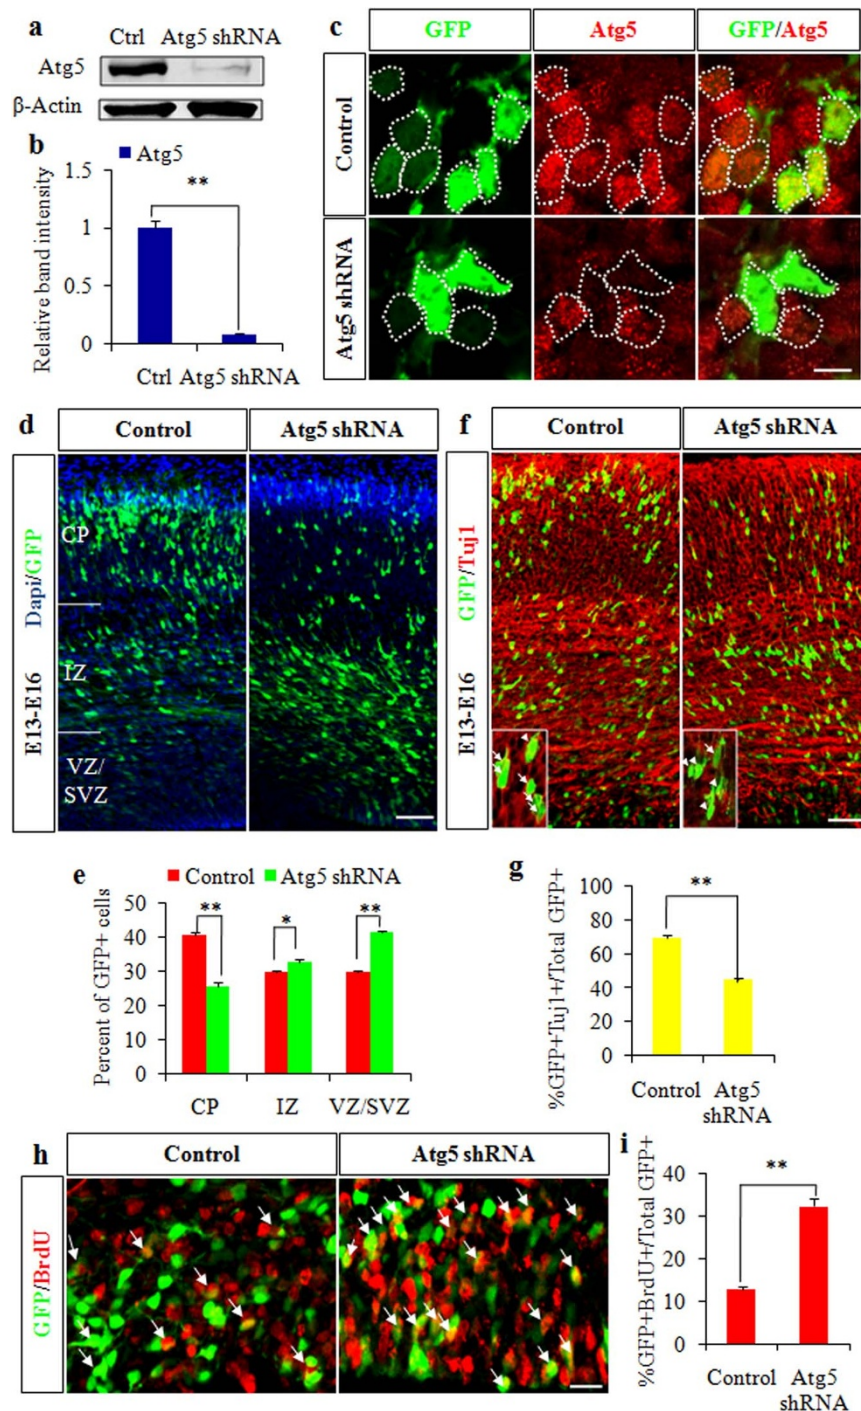 a
Ctrl Atg5 shRNA
Atg5
β-Actin
b
Atg5
**
1.5
1
0.5
0
Relative band intensity
Ctrl Atg5 shRNA
c
GFP
Atg5
GFP/Atg5
Control
Atg5 shRNA
d
Control
Atg5 shRNA
E13-E16
Dapi/GFP
CP
IZ
VZ/
SVZ
f
Control
Atg5 shRNA
E13-E16
GFP/Tuj1
e
Control
Atg5 shRNA
Percent of GFP+ cells
50
40
30
20
10
0
**
*
**
CP
IZ
VZ/SVZ
g
%GFP+Tuj1+/Total GFP+
100
80
60
40
20
0
**
Control
Atg5
shRNA
h
Control
Atg5 shRNA
GFP/BrdU
i
%GFP+BrdU+/Total GFP+
40
30
20
10
0
**
Control
Atg5
shRNA